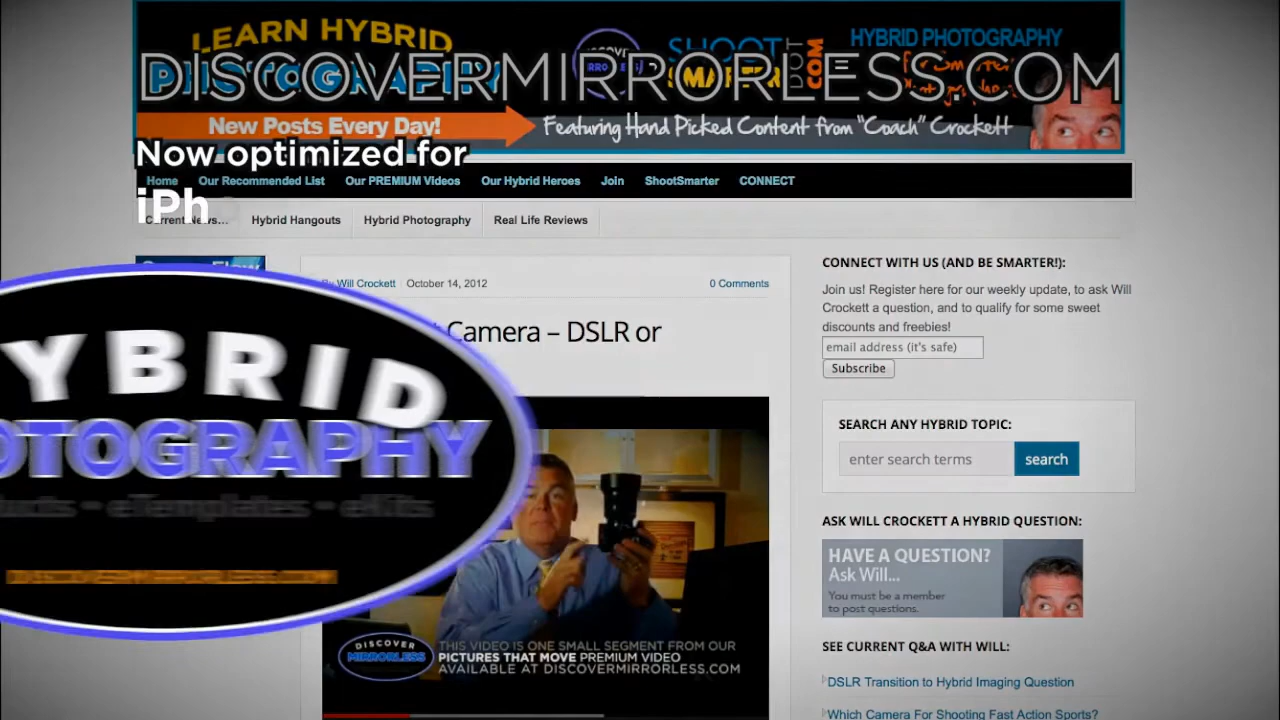 LEARN HYBRID
HYBRID PHOTOGRAPHY
DISCOVERMIRRORLESS.COM
New Posts Every Day!
Featuring Hand Picked Content from "Coach" Crockett
Now optimized for
iPh
Home Our Recommended List Our PREMIUM Videos Our Hybrid Heroes Join ShootSmarter CONNECT
Hybrid Hangouts Hybrid Photography Real Life Reviews
By Will Crockett October 14, 2012 0 Comments
Camera – DSLR or
HYBRID
PHOTOGRAPHY
DISCOVER
MIRRORLESS
THIS VIDEO IS ONE SMALL SEGMENT FROM OUR
PICTURES THAT MOVE PREMIUM VIDEO
AVAILABLE AT DISCOVERMIRRORLESS.COM
CONNECT WITH US (AND BE SMARTER!):
Join us! Register here for our weekly update, to ask Will
Crockett a question, and to qualify for some sweet
discounts and freebies!
email address (it's safe)
Subscribe
SEARCH ANY HYBRID TOPIC:
enter search terms search
ASK WILL CROCKETT A HYBRID QUESTION:
HAVE A QUESTION?
Ask Will...
You must be a member
to post questions.
SEE CURRENT Q&A WITH WILL:
DSLR Transition to Hybrid Imaging Question
Which Camera For Shooting Fast Action Sports?